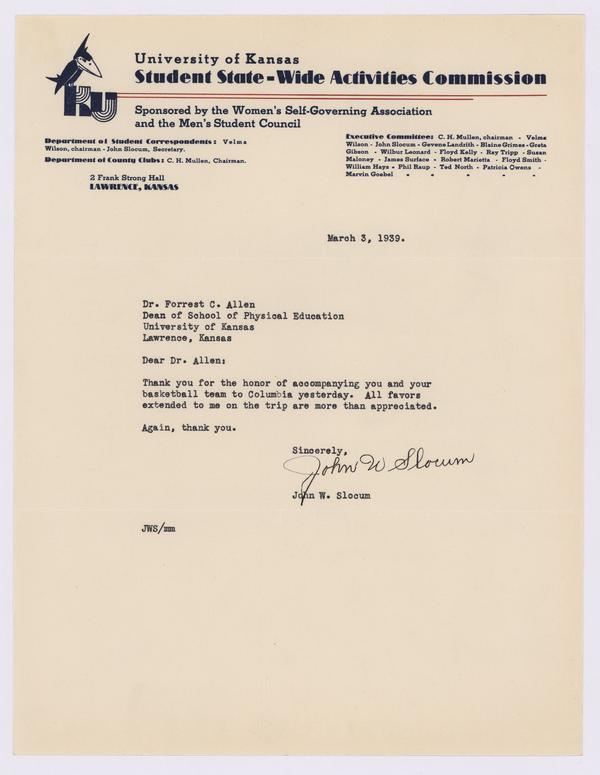 KU
University of Kansas
Student State-Wide Activities Commission
Sponsored by the Women's Self-Governing Association
and the Men's Student Council
Department of Student Correspondents: Velma
Wilson, chairman - John Slocum, Secretary.
Department of County Clubs: C. H. Mullen, Chairman.
2 Frank Strong Hall
LAWRENCE, KANSAS
Executive Committee: C. H. Mullen, chairman - Velma
Wilson - John Slocum - Gevene Landrith - Blaine Grimes - Greta
Gibson - Wilbur Leonard - Floyd Kelly - Ray Tripp - Susan
Maloney - James Surface - Robert Marietta - Floyd Smith -
William Hays - Phil Raup - Ted North - Patricia Owens -
Marvin Goebel - - - - -
March 3, 1939.
Dr. Forrest C. Allen
Dean of School of Physical Education
University of Kansas
Lawrence, Kansas
Dear Dr. Allen:
Thank you for the honor of accompanying you and your
basketball team to Columbia yesterday. All favors
extended to me on the trip are more than appreciated.
Again, thank you.
Sincerely,
John W Slocum
John W. Slocum
JWS/mm